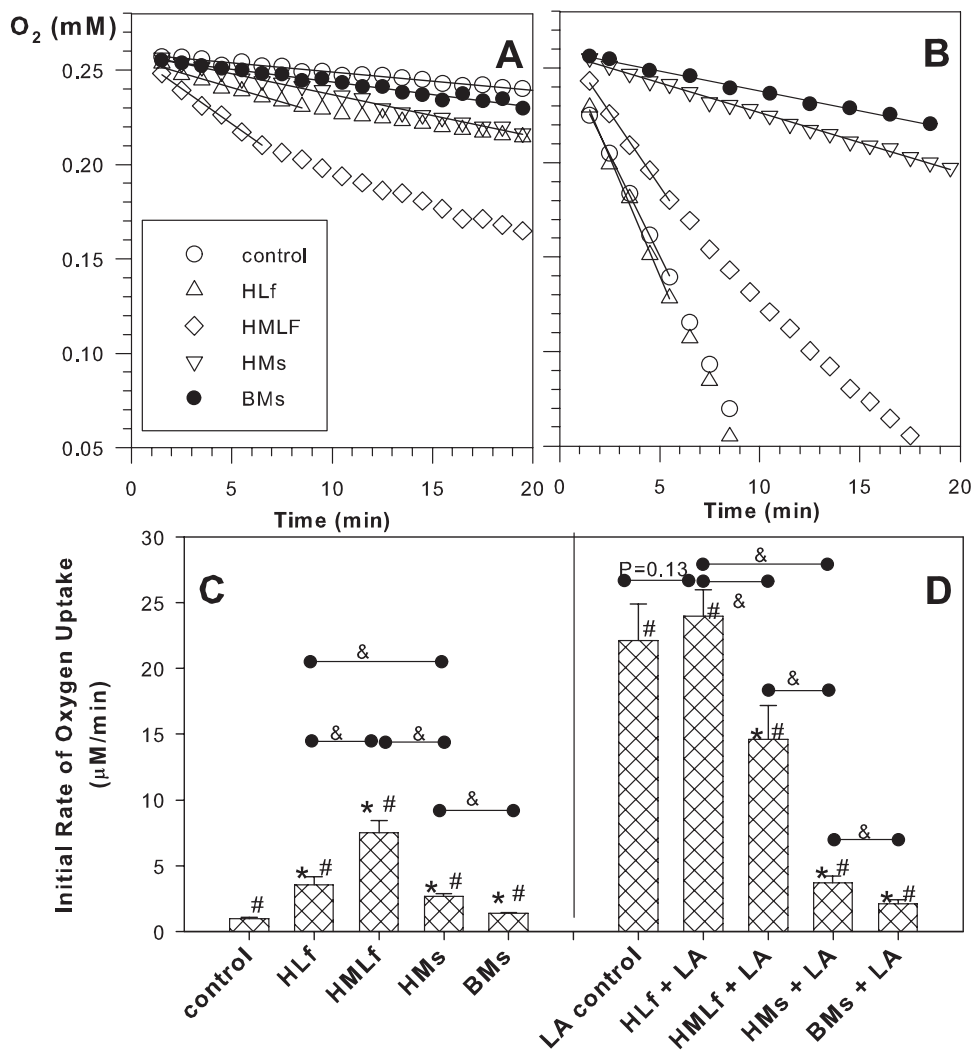 O2 (mM)
A
B
0.25
0.20
0.15
0.10
0.05
control
HLf
HMLF
HMs
BMs
0 5 10 15 20
0 5 10 15 20
Time (min)
Time (min)
C
D
Initial Rate of Oxygen Uptake
(μM/min)
30
25
20
15
10
5
0
&
P=0.13
&
# #
&
&
& &
* #
&
* #
* #
* #
* #
#
&
* #
* #
&
control
HLf
HMLf
HMs
BMs
LA control
HLf + LA
HMLf + LA
HMs + LA
BMs + LA